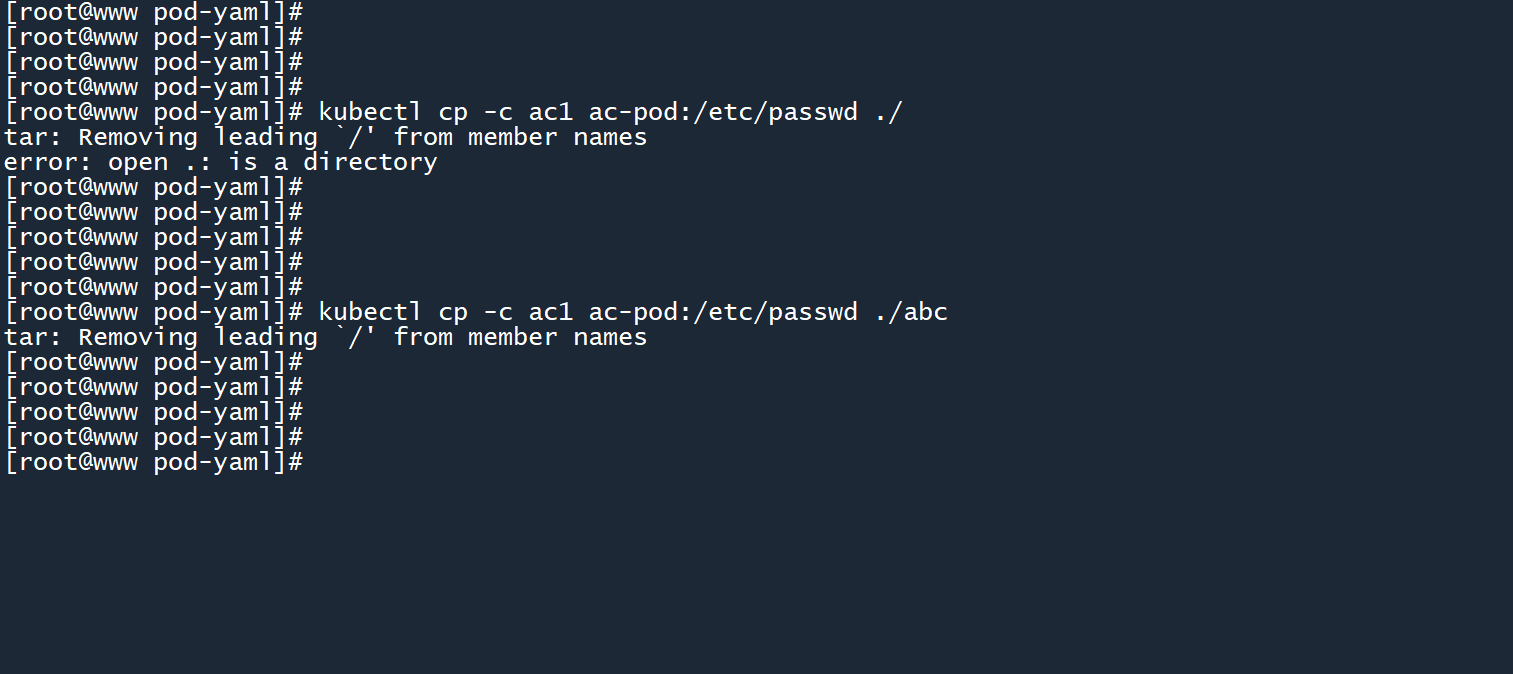 [root@www pod-yaml]#
[root@www pod-yaml]#
[root@www pod-yaml]#
[root@www pod-yaml]#
[root@www pod-yaml]# kubectl cp -c ac1 ac-pod:/etc/passwd ./
tar: Removing leading `/' from member names
error: open .: is a directory
[root@www pod-yaml]#
[root@www pod-yaml]#
[root@www pod-yaml]#
[root@www pod-yaml]#
[root@www pod-yaml]#
[root@www pod-yaml]# kubectl cp -c ac1 ac-pod:/etc/passwd ./abc
tar: Removing leading `/' from member names
[root@www pod-yaml]#
[root@www pod-yaml]#
[root@www pod-yaml]#
[root@www pod-yaml]#
[root@www pod-yaml]#